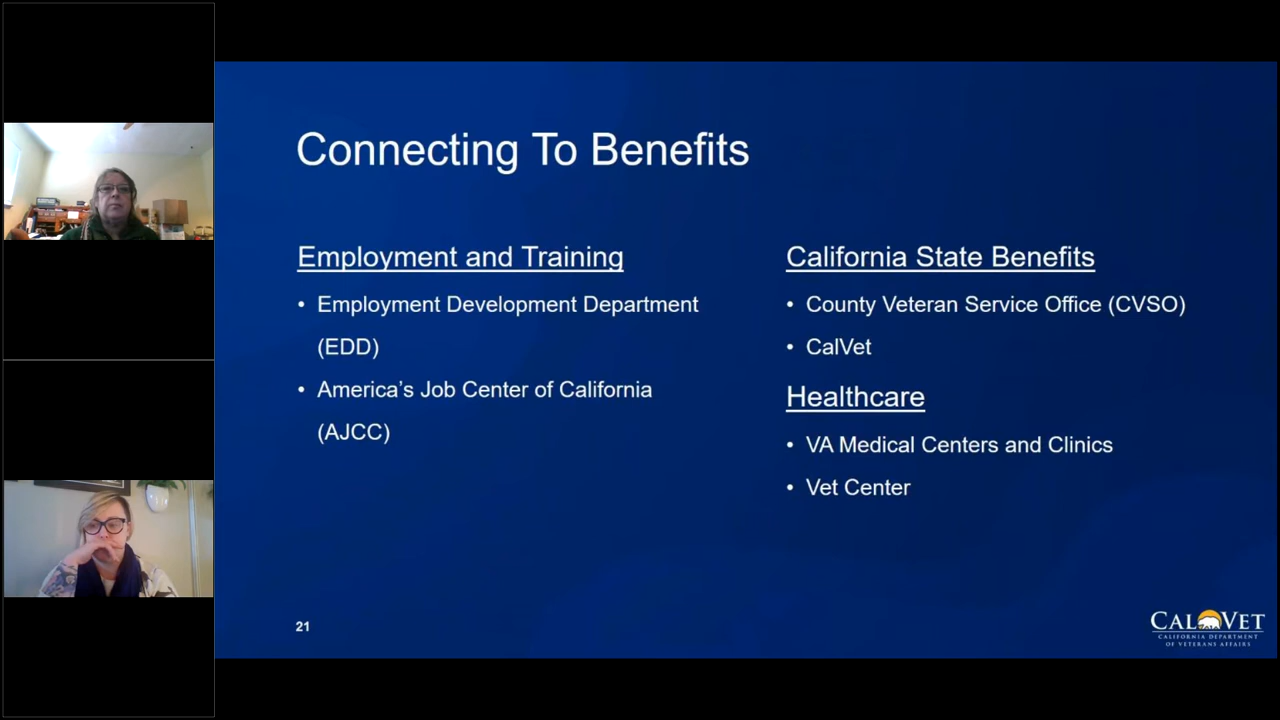 Connecting To Benefits
Employment and Training
• Employment Development Department
(EDD)
• America’s Job Center of California
(AJCC)
California State Benefits
• County Veteran Service Office (CVSO)
• CalVet
Healthcare
• VA Medical Centers and Clinics
• Vet Center
21
CALVET
CALIFORNIA DEPARTMENT
OF VETERANS AFFAIRS